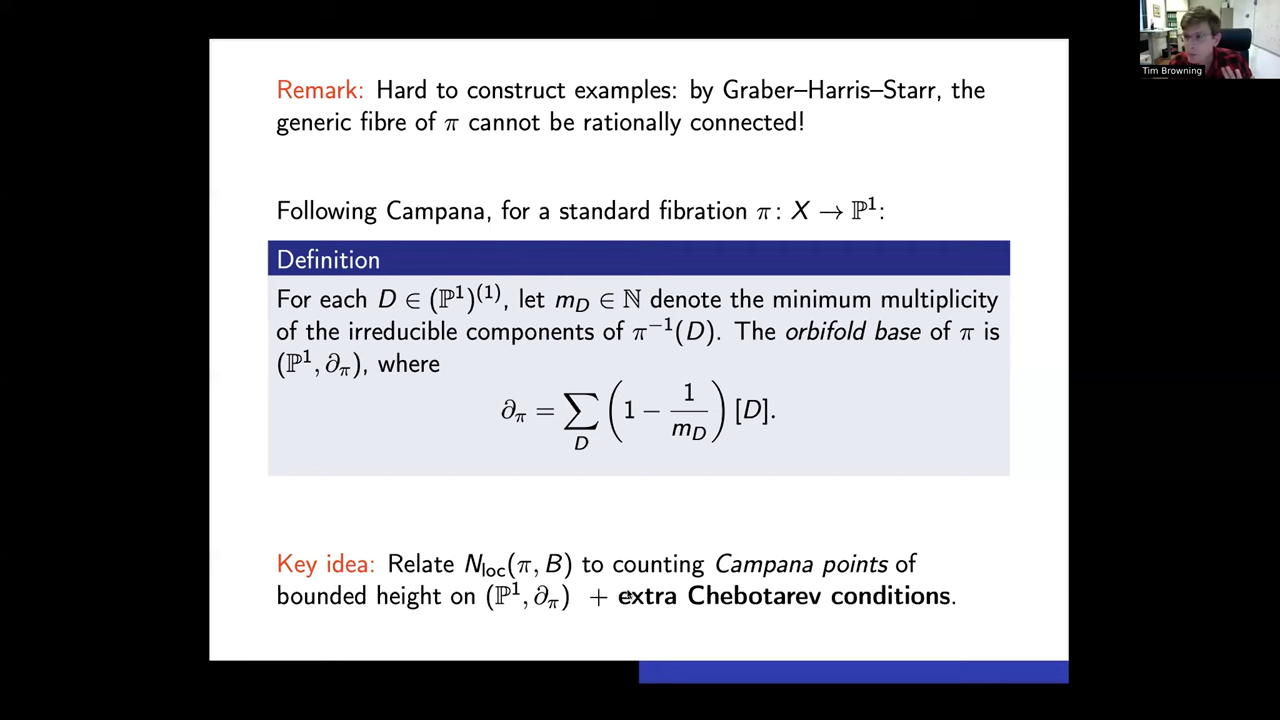 Remark: Hard to construct examples: by Graber–Harris–Starr, the
generic fibre of π cannot be rationally connected!
Following Campana, for a standard fibration π: X → ℙ¹:
Definition
For each D ∈ (ℙ¹)⁽¹⁾, let m_D ∈ ℕ denote the minimum multiplicity
of the irreducible components of π⁻¹(D). The orbifold base of π is
(ℙ¹, ∂_π), where
∂_π = ∑_D (1 − 1/m_D) [D].
Key idea: Relate N_loc(π, B) to counting Campana points of
bounded height on (ℙ¹, ∂_π) + extra Chebotarev conditions.
Tim Browning